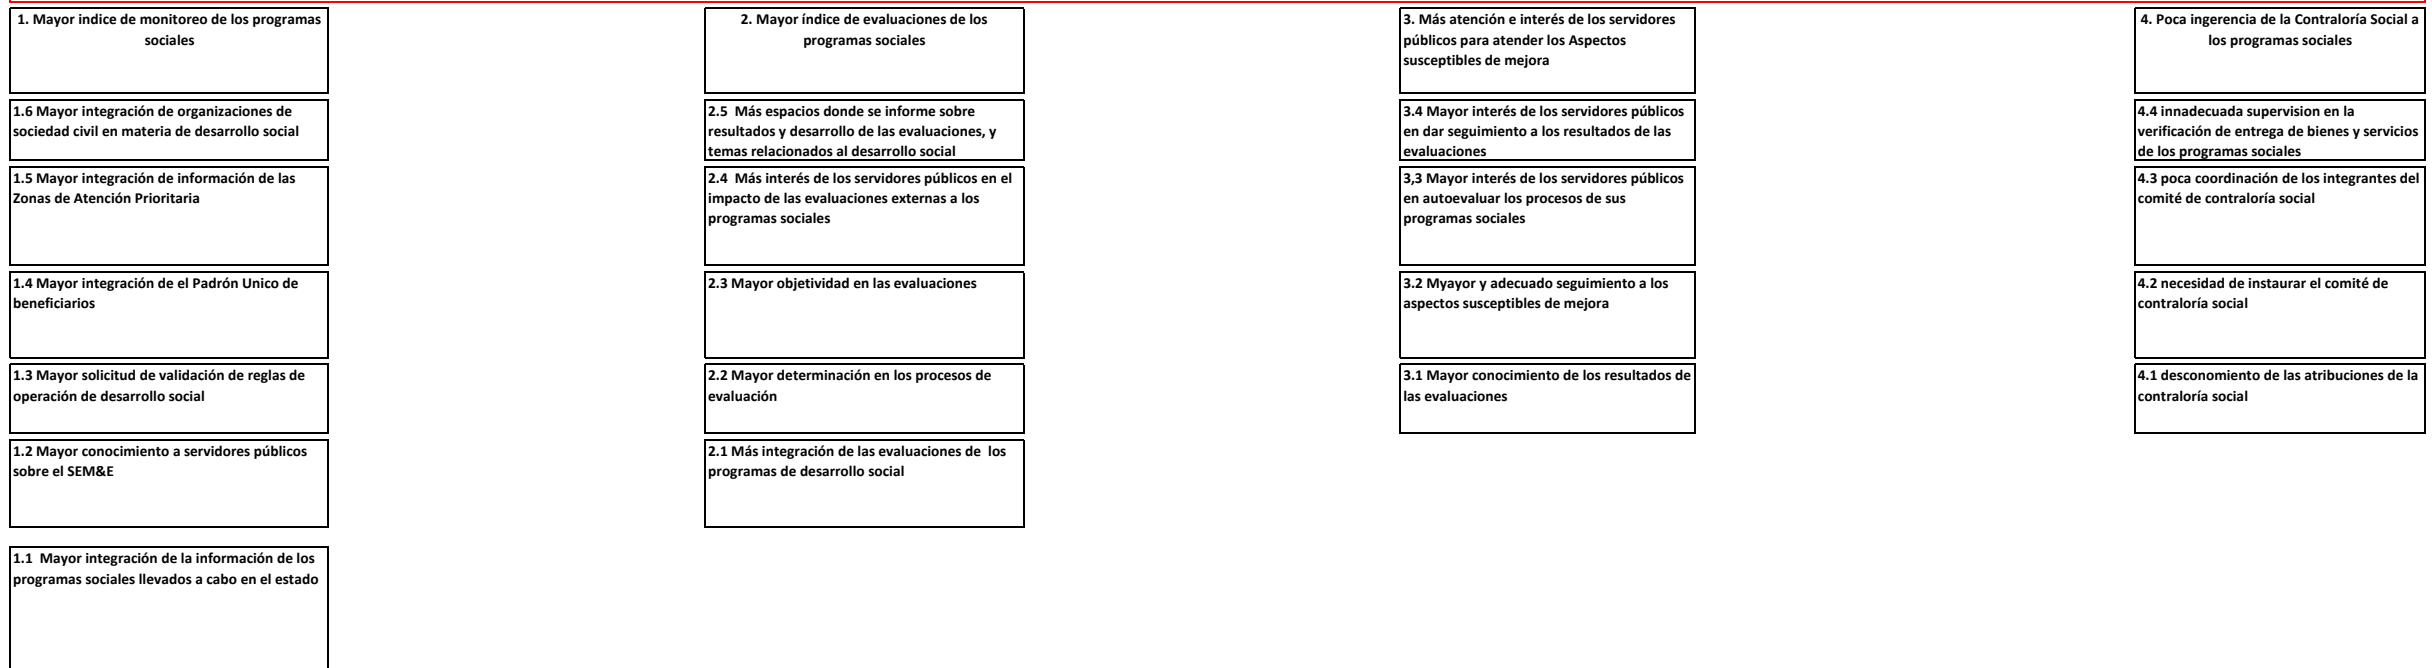 1. Mayor indice de monitoreo de los programas
sociales
2. Mayor índice de evaluaciones de los
programas sociales
3. Más atención e interés de los servidores
públicos para atender los Aspectos
susceptibles de mejora
4. Poca ingerencia de la Contraloría Social a
los programas sociales
1.6 Mayor integración de organizaciones de
sociedad civil en materia de desarrollo social
2.5 Más espacios donde se informe sobre
resultados y desarrollo de las evaluaciones, y
temas relacionados al desarrollo social
3.4 Mayor interés de los servidores públicos
en dar seguimiento a los resultados de las
evaluaciones
4.4 innadecuada supervision en la
verificación de entrega de bienes y servicios
de los programas sociales
1.5 Mayor integración de información de las
Zonas de Atención Prioritaria
2.4 Más interés de los servidores públicos en el
impacto de las evaluaciones externas a los
programas sociales
3,3 Mayor interés de los servidores públicos
en autoevaluar los procesos de sus
programas sociales
4.3 poca coordinación de los integrantes del
comité de contraloría social
1.4 Mayor integración de el Padrón Unico de
beneficiarios
2.3 Mayor objetividad en las evaluaciones
3.2 Myayor y adecuado seguimiento a los
aspectos susceptibles de mejora
4.2 necesidad de instaurar el comité de
contraloría social
1.3 Mayor solicitud de validación de reglas de
operación de desarrollo social
2.2 Mayor determinación en los procesos de
evaluación
3.1 Mayor conocimiento de los resultados de
las evaluaciones
4.1 desconomiento de las atribuciones de la
contraloría social
1.2 Mayor conocimiento a servidores públicos
sobre el SEM&E
2.1 Más integración de las evaluaciones de los
programas de desarrollo social
1.1 Mayor integración de la información de los
programas sociales llevados a cabo en el estado